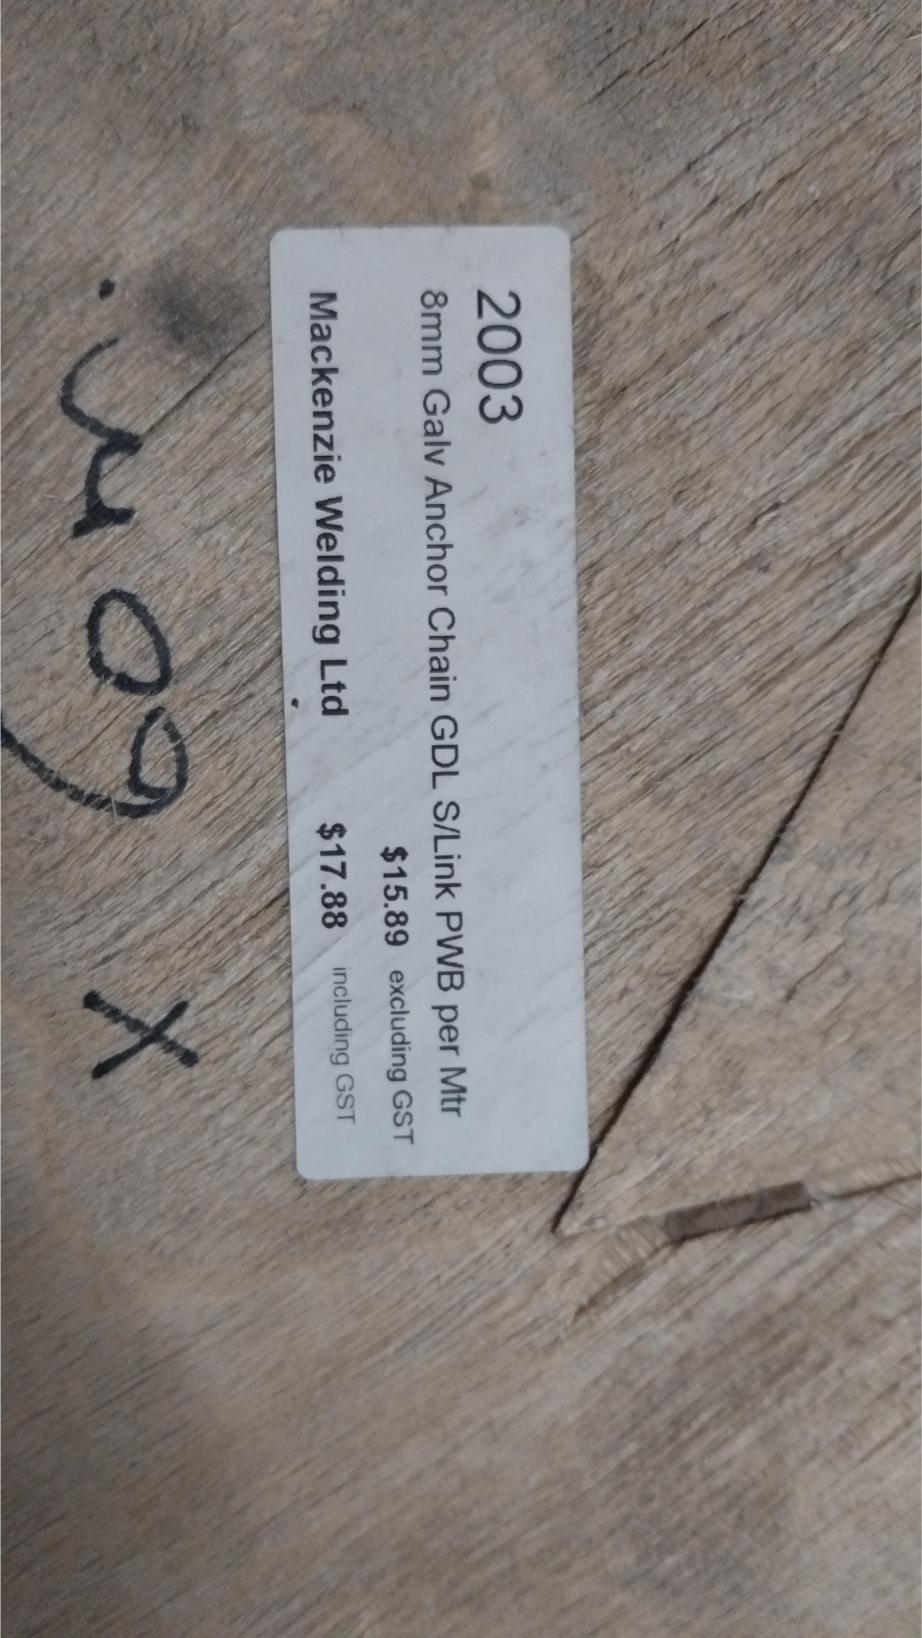 2003
8mm Galv Anchor Chain GDL S/Link PWB per Mtr
$15.89 excluding GST
Mackenzie Welding Ltd $17.88 including GST